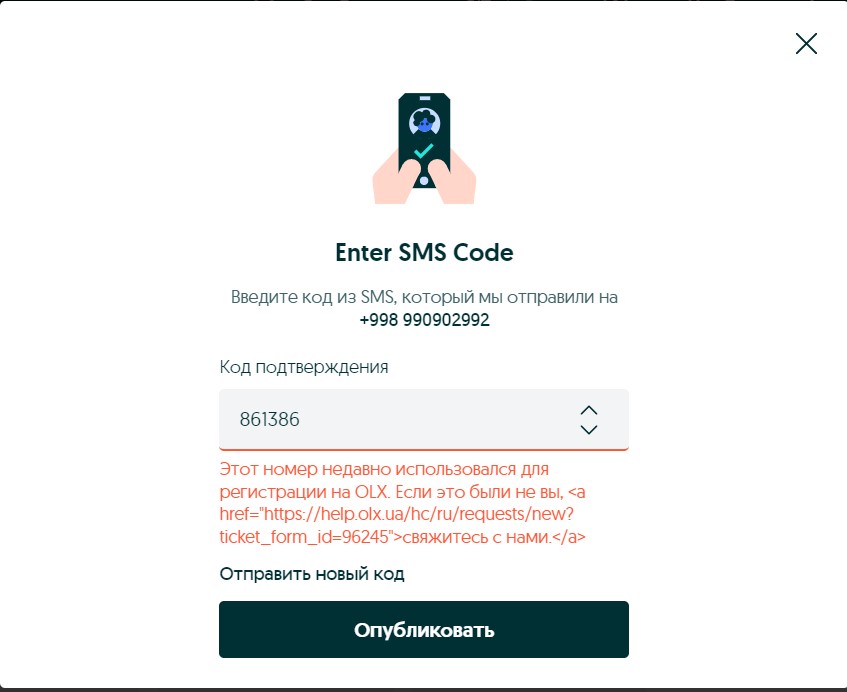 Enter SMS Code
Введите код из SMS, который мы отправили на
+998 990902992
Код подтверждения
861386
Этот номер недавно использовался для
регистрации на OLX. Если это были не вы, <a
href="https://help.olx.ua/hc/ru/requests/new?
ticket_form_id=96245">свяжитесь с нами.</a>
Отправить новый код
Опубликовать